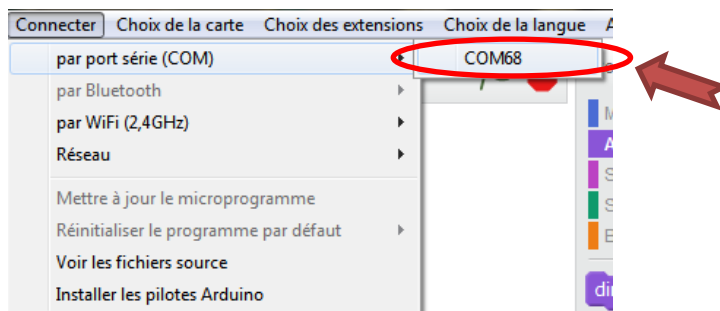 Connecter Choix de la carte Choix des extensions Choix de la langue
par port série (COM) COM68
par Bluetooth
par WiFi (2,4GHz)
Réseau
Mettre à jour le microprogramme
Réinitialiser le programme par défaut
Voir les fichiers source
Installer les pilotes Arduino